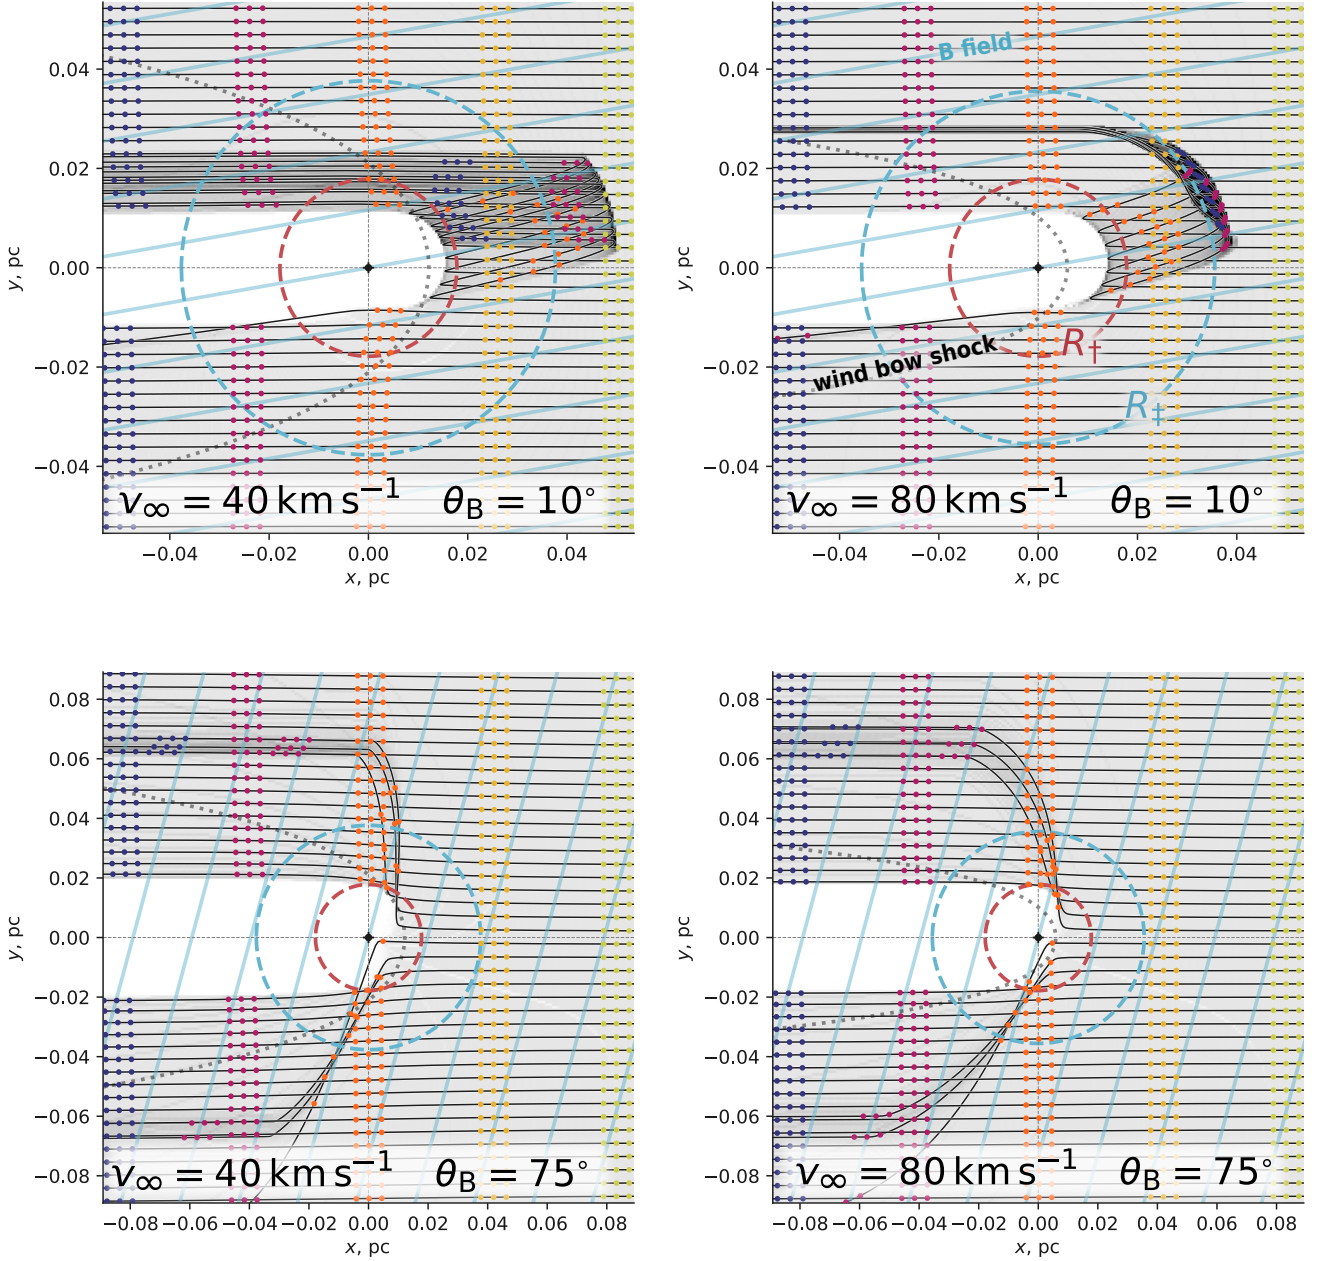 B field
0.04
0.02
0.00
−0.02
−0.04
y, pc
wind bow shock
R†
R‡
v∞ = 40 km s−1 θB = 10°
v∞ = 80 km s−1 θB = 10°
−0.04 −0.02 0.00 0.02 0.04
x, pc
−0.04 −0.02 0.00 0.02 0.04
x, pc
0.04
0.02
0.00
−0.02
−0.04
y, pc
0.08
0.06
0.04
0.02
0.00
−0.02
−0.04
−0.06
−0.08
y, pc
0.08
0.06
0.04
0.02
0.00
−0.02
−0.04
−0.06
−0.08
y, pc
v∞ = 40 km s−1 θB = 75°
v∞ = 80 km s−1 θB = 75°
−0.08 −0.06 −0.04 −0.02 0.00 0.02 0.04 0.06 0.08
x, pc
−0.08 −0.06 −0.04 −0.02 0.00 0.02 0.04 0.06 0.08
x, pc